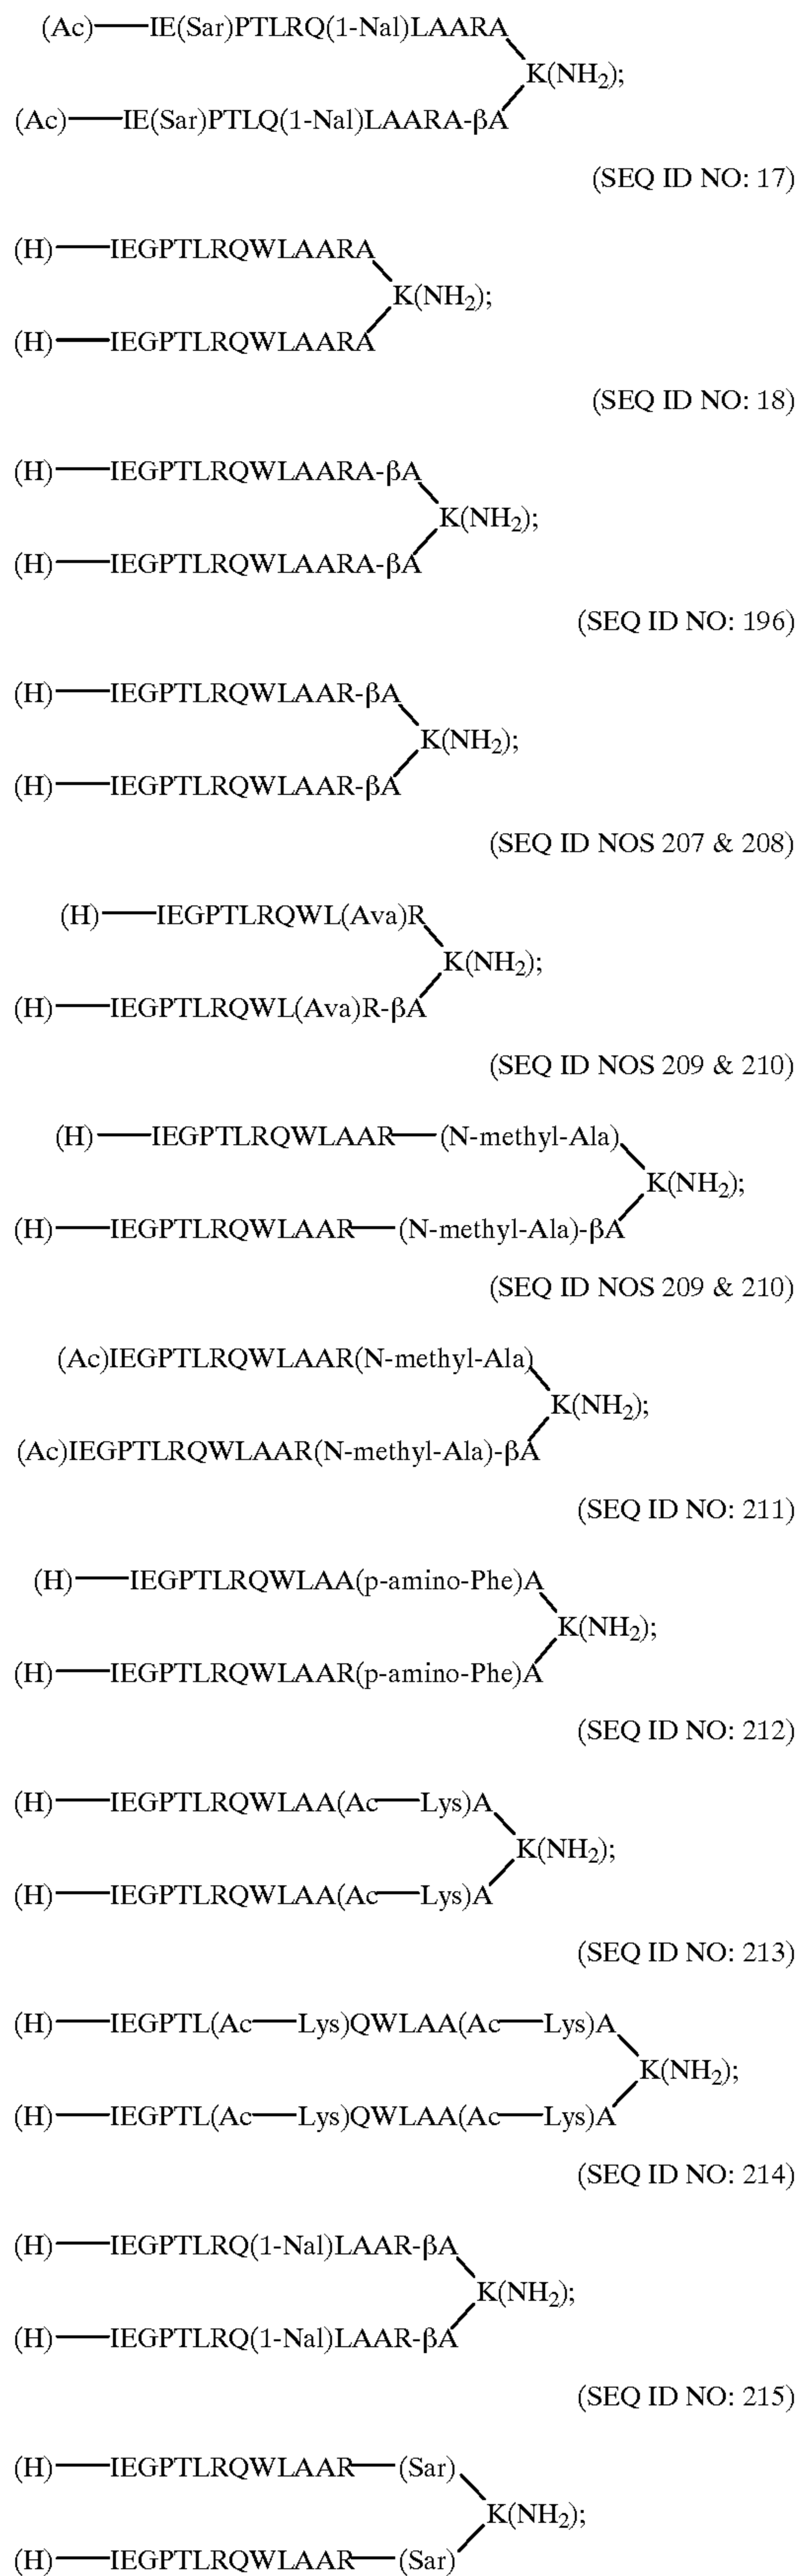 (Ac)—IE(Sar)PTLRQ(1-Nal)LAARA
K(NH2);
(Ac)—IE(Sar)PTLQ(1-Nal)LAARA-βA
(SEQ ID NO: 17)
(H)—IEGPTLRQWLAARA
K(NH2);
(H)—IEGPTLRQWLAARA
(SEQ ID NO: 18)
(H)—IEGPTLRQWLAARA-βA
K(NH2);
(H)—IEGPTLRQWLAARA-βA
(SEQ ID NO: 196)
(H)—IEGPTLRQWLAAR-βA
K(NH2);
(H)—IEGPTLRQWLAAR-βA
(SEQ ID NOS 207 & 208)
(H)—IEGPTLRQWL(Ava)R
K(NH2);
(H)—IEGPTLRQWL(Ava)R-βA
(SEQ ID NOS 209 & 210)
(H)—IEGPTLRQWLAAR—(N-methyl-Ala)
K(NH2);
(H)—IEGPTLRQWLAAR—(N-methyl-Ala)-βA
(SEQ ID NOS 209 & 210)
(Ac)IEGPTLRQWLAAR(N-methyl-Ala)
K(NH2);
(Ac)IEGPTLRQWLAAR(N-methyl-Ala)-βA
(SEQ ID NO: 211)
(H)—IEGPTLRQWLAA(p-amino-Phe)A
K(NH2);
(H)—IEGPTLRQWLAAR(p-amino-Phe)A
(SEQ ID NO: 212)
(H)—IEGPTLRQWLAA(Ac—Lys)A
K(NH2);
(H)—IEGPTLRQWLAA(Ac—Lys)A
(SEQ ID NO: 213)
(H)—IEGPTL(Ac—Lys)QWLAA(Ac—Lys)A
K(NH2);
(H)—IEGPTL(Ac—Lys)QWLAA(Ac—Lys)A
(SEQ ID NO: 214)
(H)—IEGPTLRQ(1-Nal)LAAR-βA
K(NH2);
(H)—IEGPTLRQ(1-Nal)LAAR-βA
(SEQ ID NO: 215)
(H)—IEGPTLRQWLAAR—(Sar)
K(NH2);
(H)—IEGPTLRQWLAAR—(Sar)